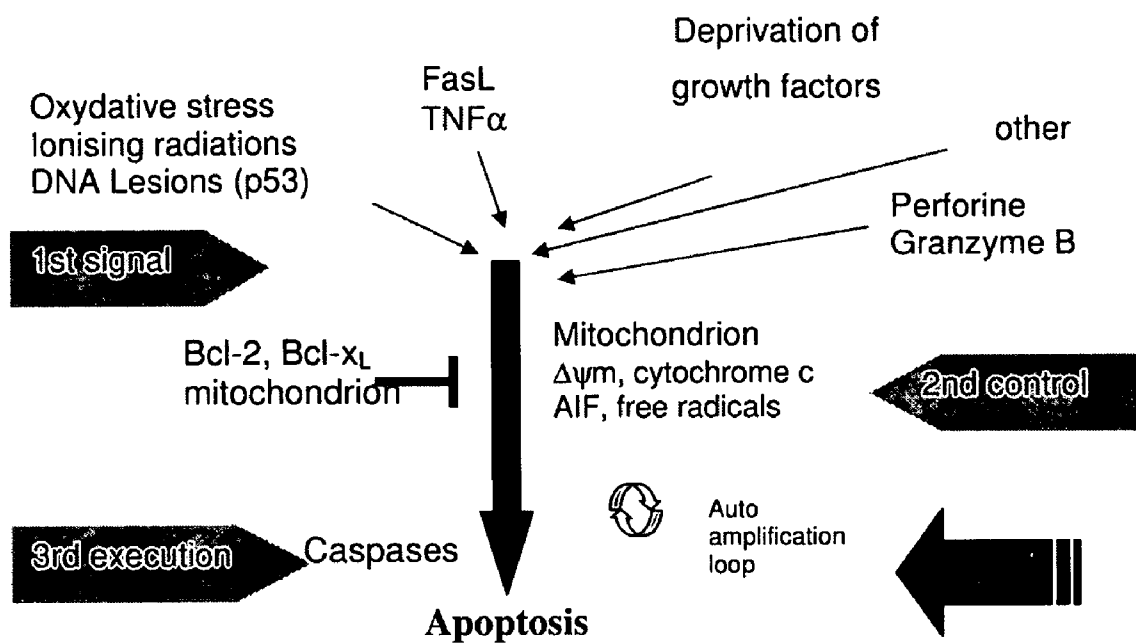 Deprivation of
growth factors
FasL
TNFα
Oxydative stress
Ionising radiations
DNA Lesions (p53)
other
Perforine
Granzyme B
1st signal
Bcl-2, Bcl-xL
mitochondrion
Mitochondrion
Δψm, cytochrome c
AIF, free radicals
2nd control
3rd execution
Caspases
Auto
amplification
loop
Apoptosis